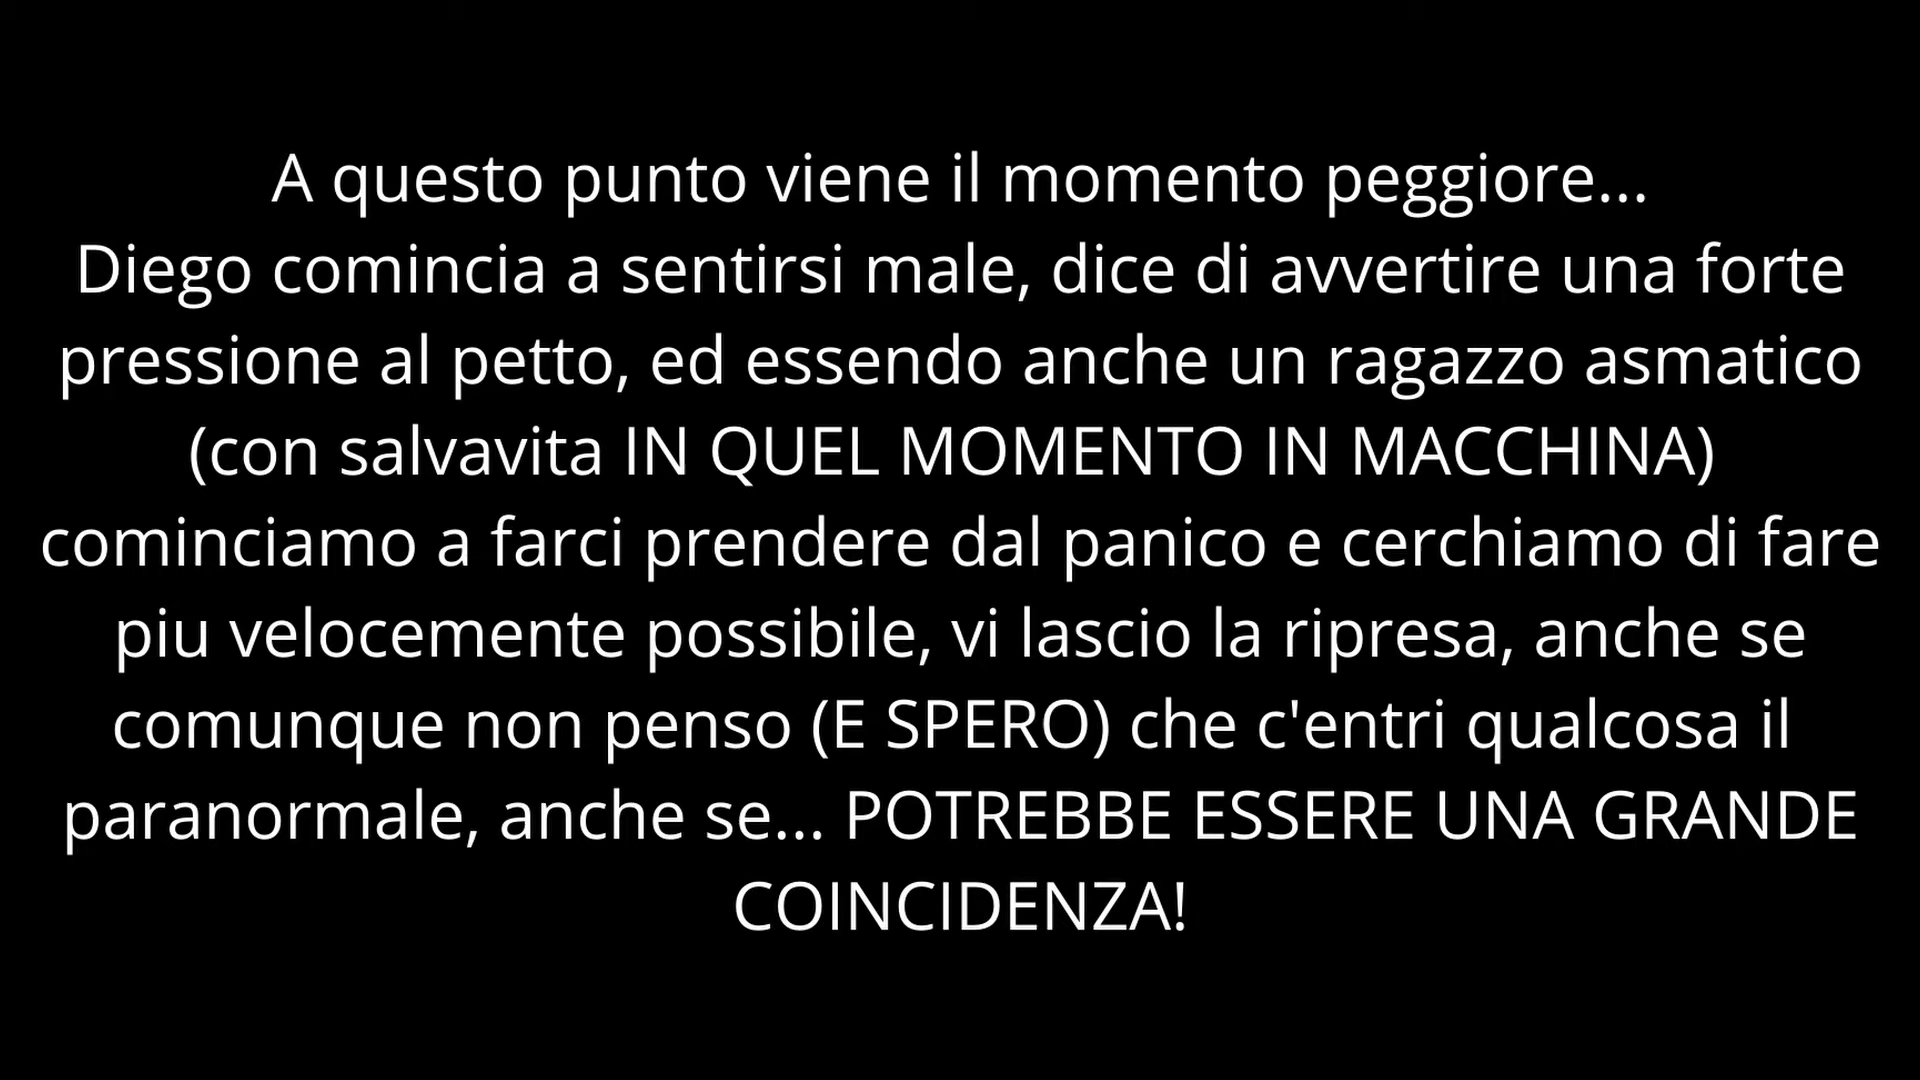 A questo punto viene il momento peggiore...
Diego comincia a sentirsi male, dice di avvertire una forte
pressione al petto, ed essendo anche un ragazzo asmatico
(con salvavita IN QUEL MOMENTO IN MACCHINA)
cominciamo a farci prendere dal panico e cerchiamo di fare
piu velocemente possibile, vi lascio la ripresa, anche se
comunque non penso (E SPERO) che c'entri qualcosa il
paranormale, anche se... POTREBBE ESSERE UNA GRANDE
COINCIDENZA!